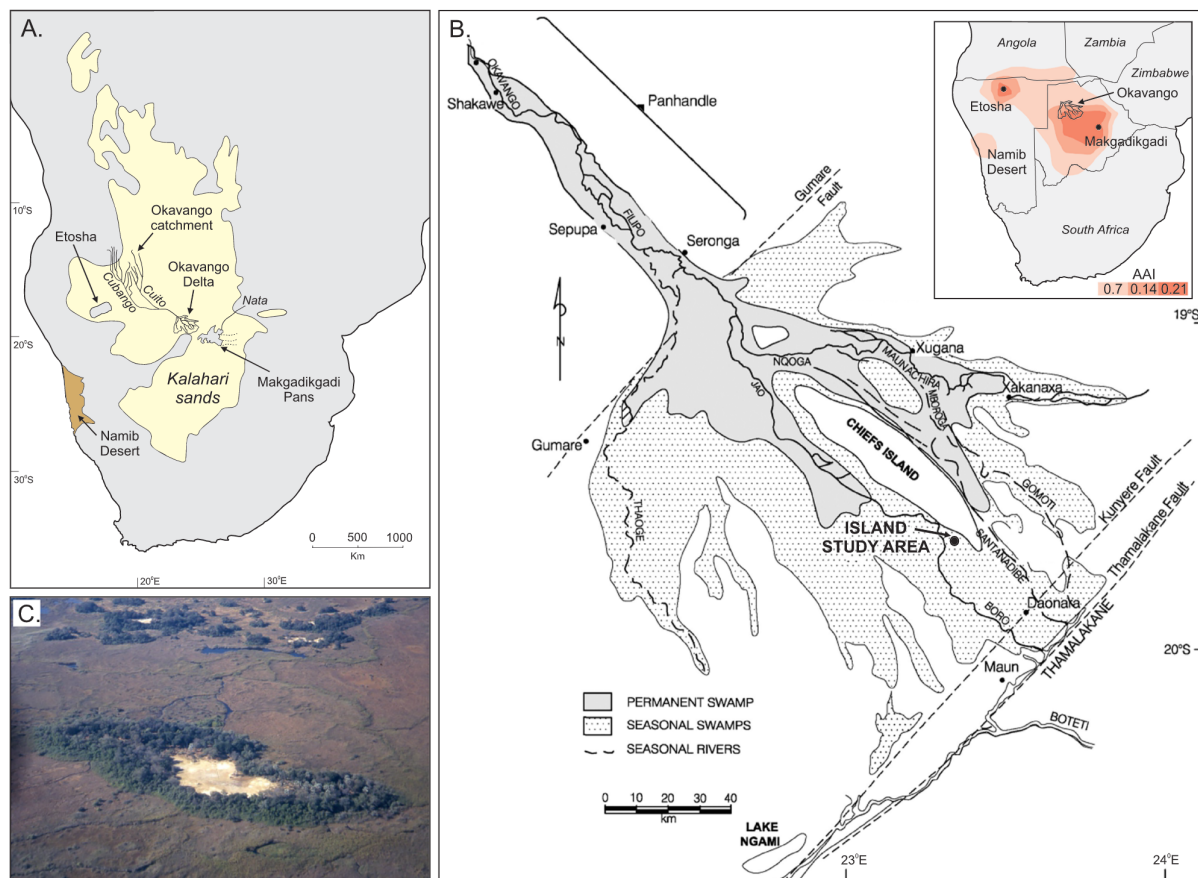 A.
10°S
20°S
30°S
20°E
30°E
Okavango
catchment
Etosha
Okavango
Delta
Cubango
Cuito
Nata
Kalahari
sands
Makgadikgadi
Pans
Namib
Desert
0 500 1000
Km
B.
OKAVANGO
Shakawe
Panhandle
Gumare
Fault
FILIPO
Sepupa
Seronga
N
NQOGA
MAUNACHIRA
Xugana
MBOROGA
Xakanaxa
JAO
CHIEFS ISLAND
Gumare
THAOGE
GOMOTI
Kunyere Fault
Thamalakane Fault
ISLAND
STUDY AREA
SANTANADIBE
Daonara
BORO
THAMALAKANE
Maun
BOTETI
PERMANENT SWAMP
SEASONAL SWAMPS
SEASONAL RIVERS
0 10 20 30 40
km
LAKE
NGAMI
19°S
20°S
23°E
24°E
Angola
Zambia
Zimbabwe
Etosha
Okavango
Makgadikgadi
Namib
Desert
South Africa
AAI
0.7 0.14 0.21
C.